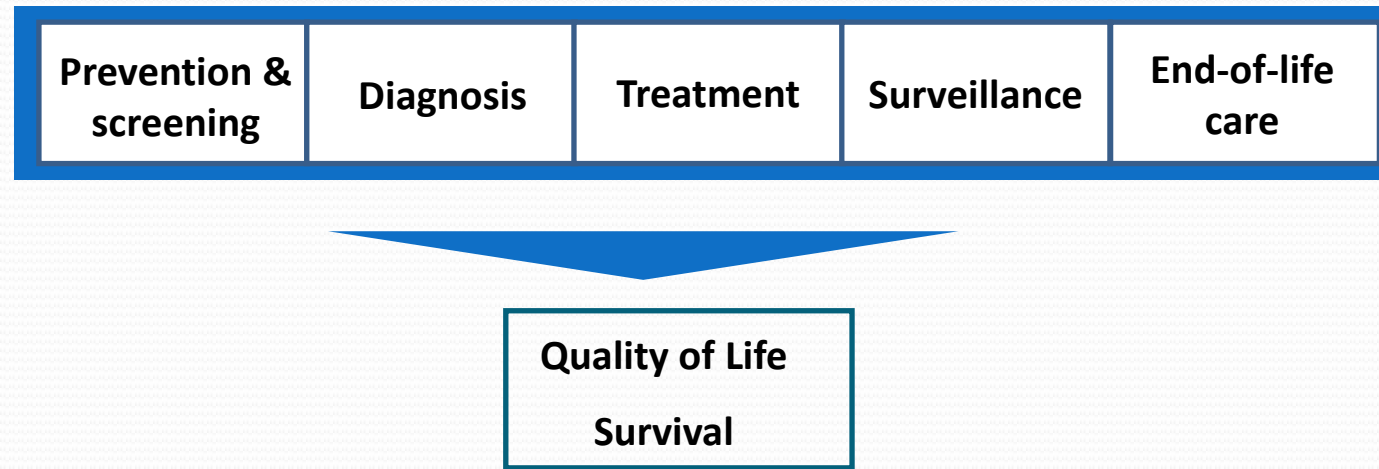 Prevention &
screening
Diagnosis
Treatment
Surveillance
End-of-life
care
Quality of Life
Survival